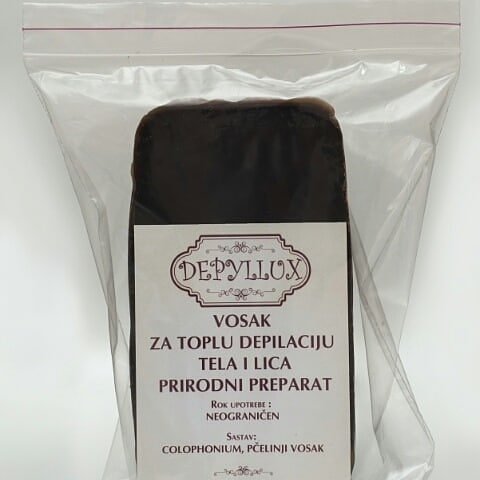 DEPYLLUX
VOSAK
ZA TOPLU DEPILACIJU
TELA I LICA
PRIRODNI PREPARAT
ROK UPOTREBE :
NEOGRANIČEN
SASTAV:
COLOPHONIUM, PČELINJI VOSAK